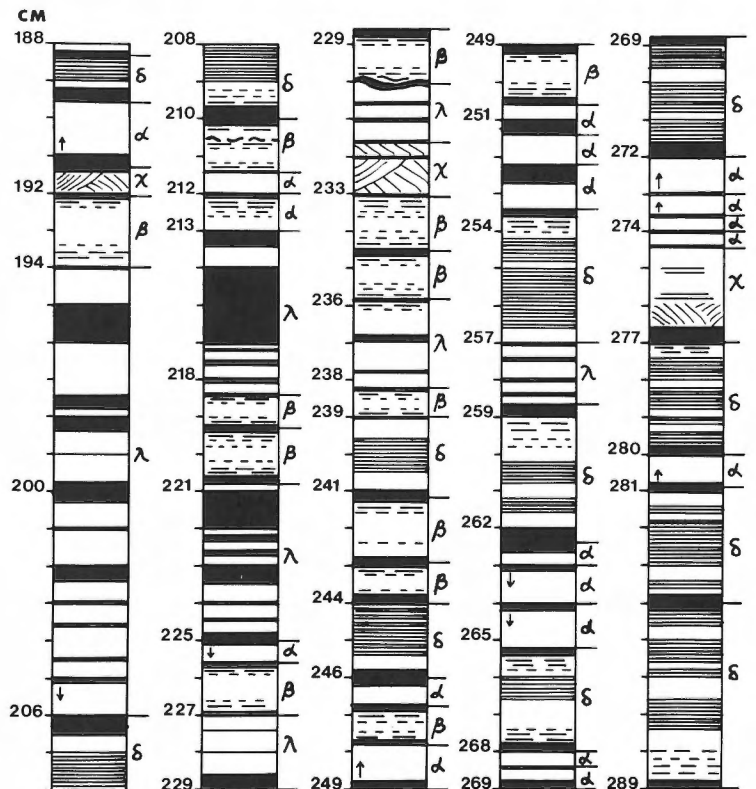 CM
188
δ
α
χ
192
β
194
λ
200
206
δ
208
δ
210
β
212
α
213
α
λ
218
β
β
221
λ
225
α
β
227
λ
229
229
β
λ
χ
233
β
β
236
λ
238
β
239
δ
241
β
β
244
δ
246
α
β
249
α
249
β
251
α
α
α
254
δ
257
λ
259
δ
262
α
α
265
α
δ
268
α
269
α
269
δ
272
α
α
274
α
α
χ
277
δ
280
α
281
δ
δ
289